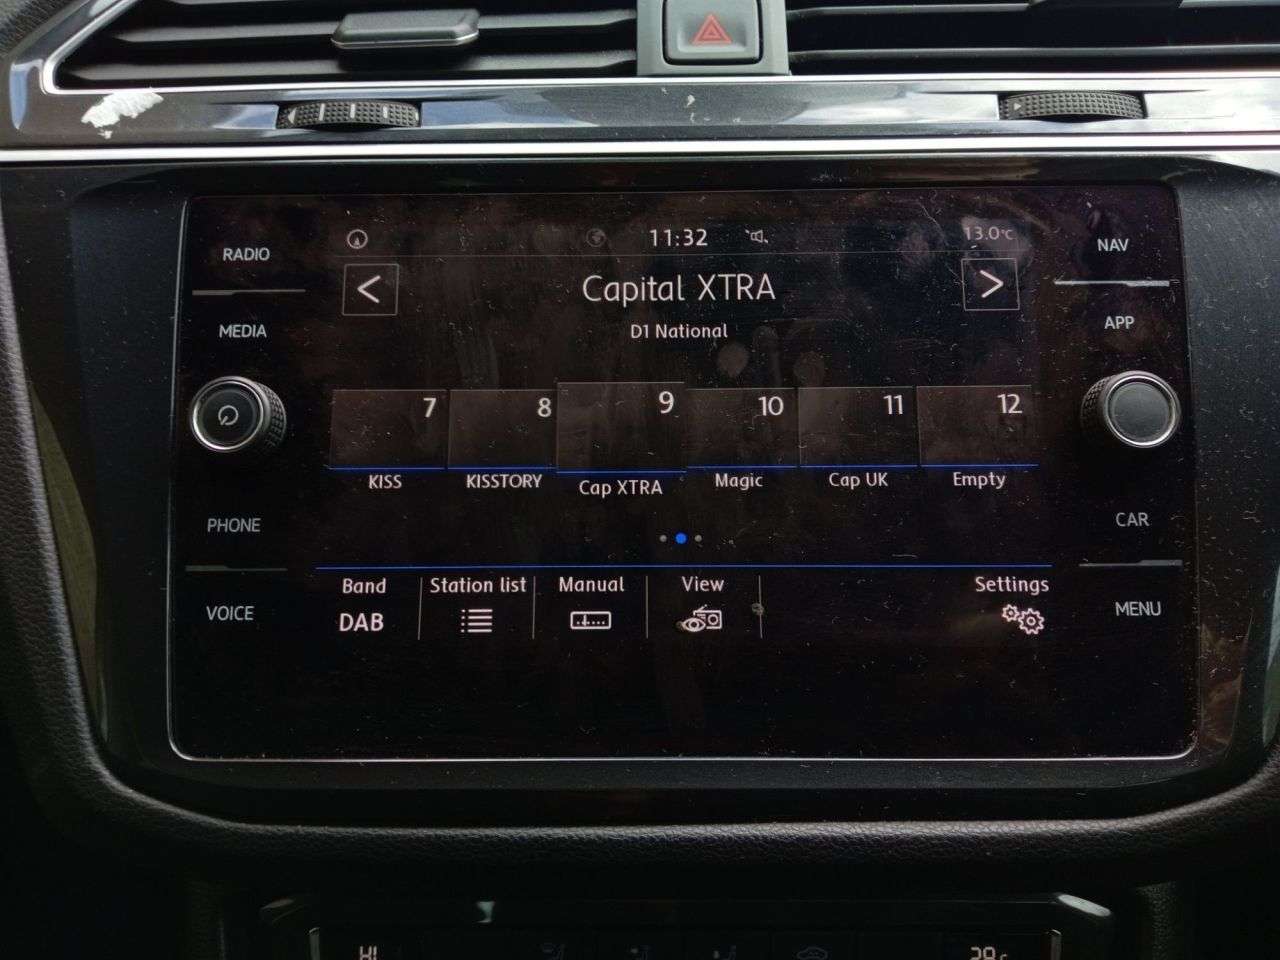 11:32
13.0°C
RADIO
NAV
<
Capital XTRA
>
MEDIA
D1 National
APP
7
8
9
10
11
12
KISS
KISSTORY
Cap XTRA
Magic
Cap UK
Empty
PHONE
CAR
Band
Station list
Manual
View
Settings
VOICE
DAB
MENU
HI